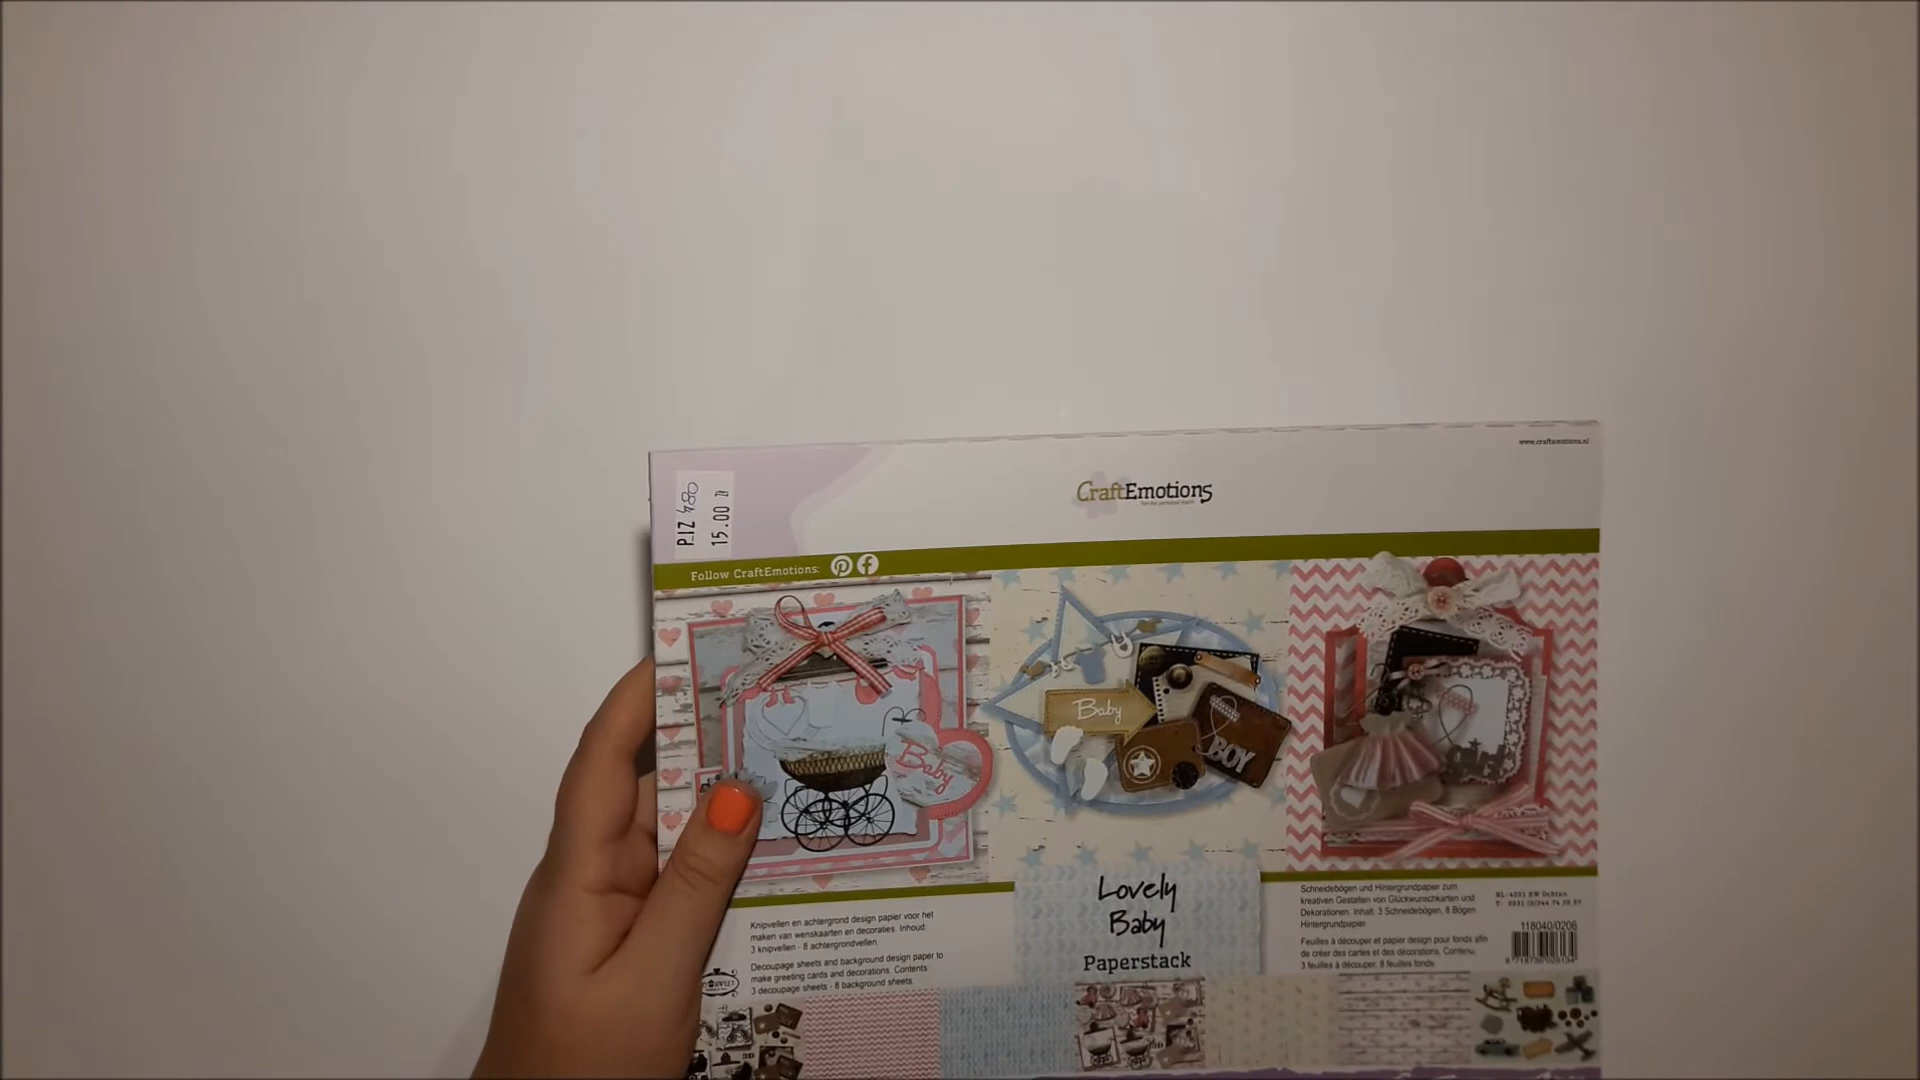 www.craftemotions.nl
CraftEmotions
P.IZ 480
15.00 zł
Follow CraftEmotions:
Baby
Baby
BOY
Lovely
Baby
Paperstack
Knipvellen en achtergrond design papier voor het
maken van wenskaarten en decoraties. Inhoud:
3 knipvellen - 8 achtergrondvellen.
Decoupage sheets and background design paper to
make greeting cards and decorations. Contents
3 decoupage sheets - 8 background sheets
Schneidebögen und Hintergrundpapier zum
kreativen Gestalten von Glückwunschkarten und
Dekorationen. Inhalt: 3 Schneidebögen, 8 Bögen
Hintergrundpapier.
Feuilles à découper et papier design pour fonds afin
de créer des cartes et des décorations. Contenu:
3 feuilles à découper, 8 feuilles fonds.
118040/0206
3D